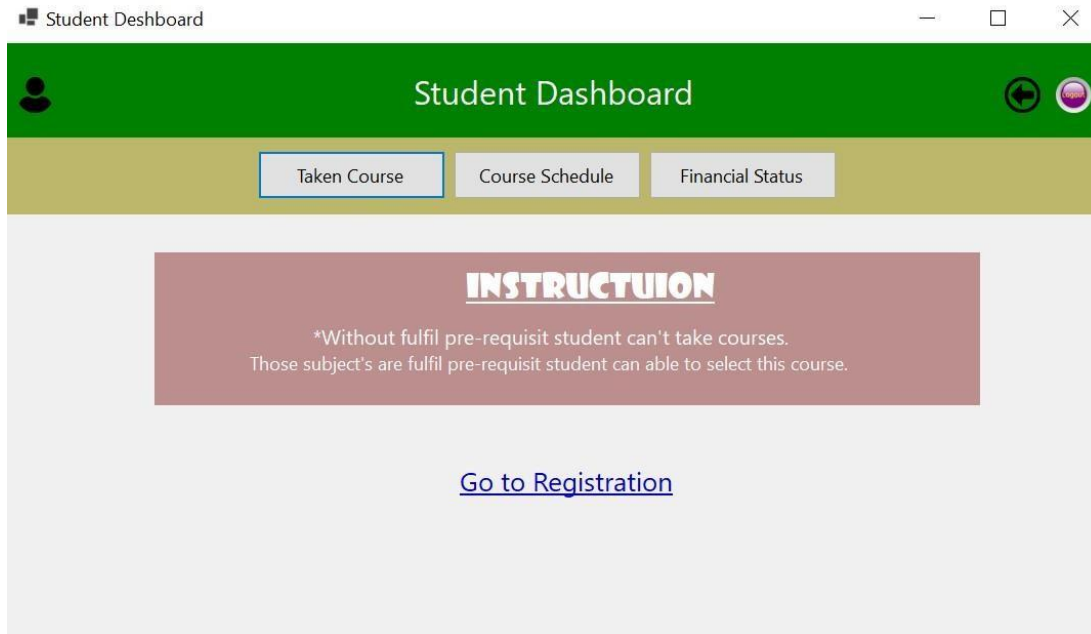 Student Deshboard
Student Dashboard
Logout
Taken Course
Course Schedule
Financial Status
INSTRUCTUION
*Without fulfil pre-requisit student can't take courses.
Those subject's are fulfil pre-requisit student can able to select this course.
Go to Registration